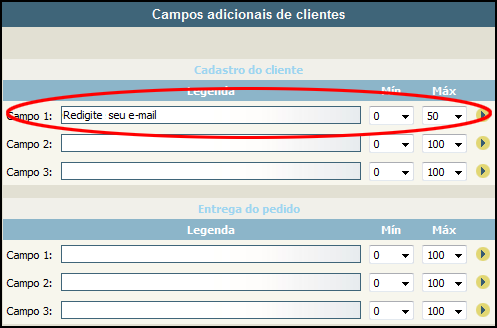 Campos adicionais de clientes
Cadastro do cliente
Legenda Mín Máx
Campo 1: Redigite seu e-mail 0 50
Campo 2: 0 100
Campo 3: 0 100
Entrega do pedido
Legenda Mín Máx
Campo 1: 0 100
Campo 2: 0 100
Campo 3: 0 100